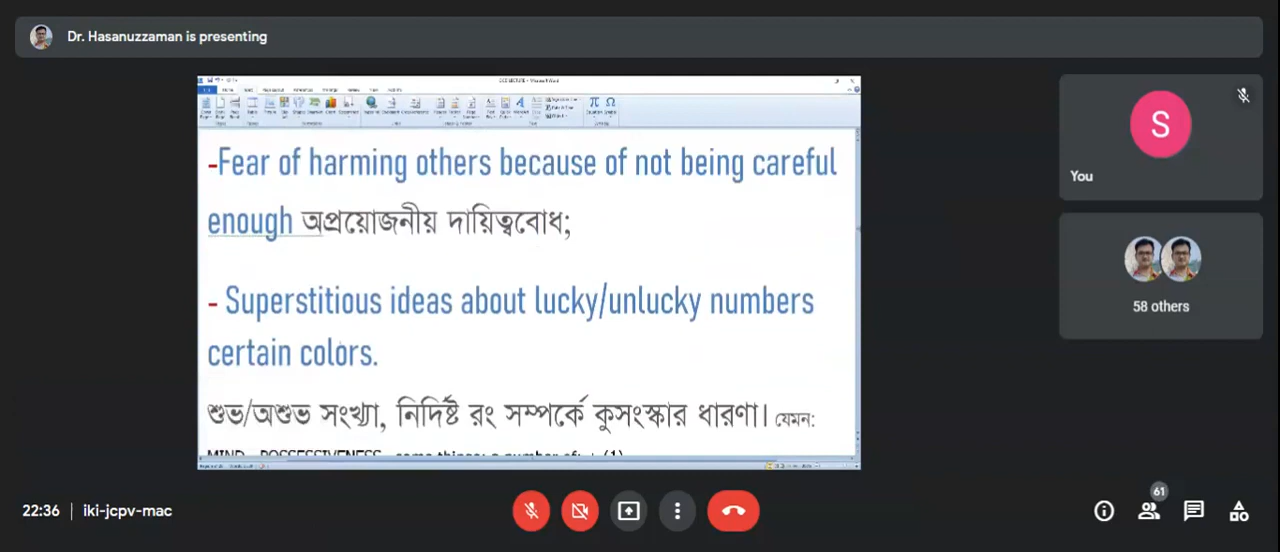 Dr. Hasanuzzaman is presenting
-Fear of harming others because of not being careful
enough অপ্রয়োজনীয় দায়িত্ববোধ;
- Superstitious ideas about lucky/unlucky numbers
certain colors.
শুভ/অশুভ সংখ্যা, নির্দিষ্ট রং সম্পর্কে কুসংস্কার ধারণা। যেমন:
S
You
58 others
22:36 | iki-jcpv-mac
61